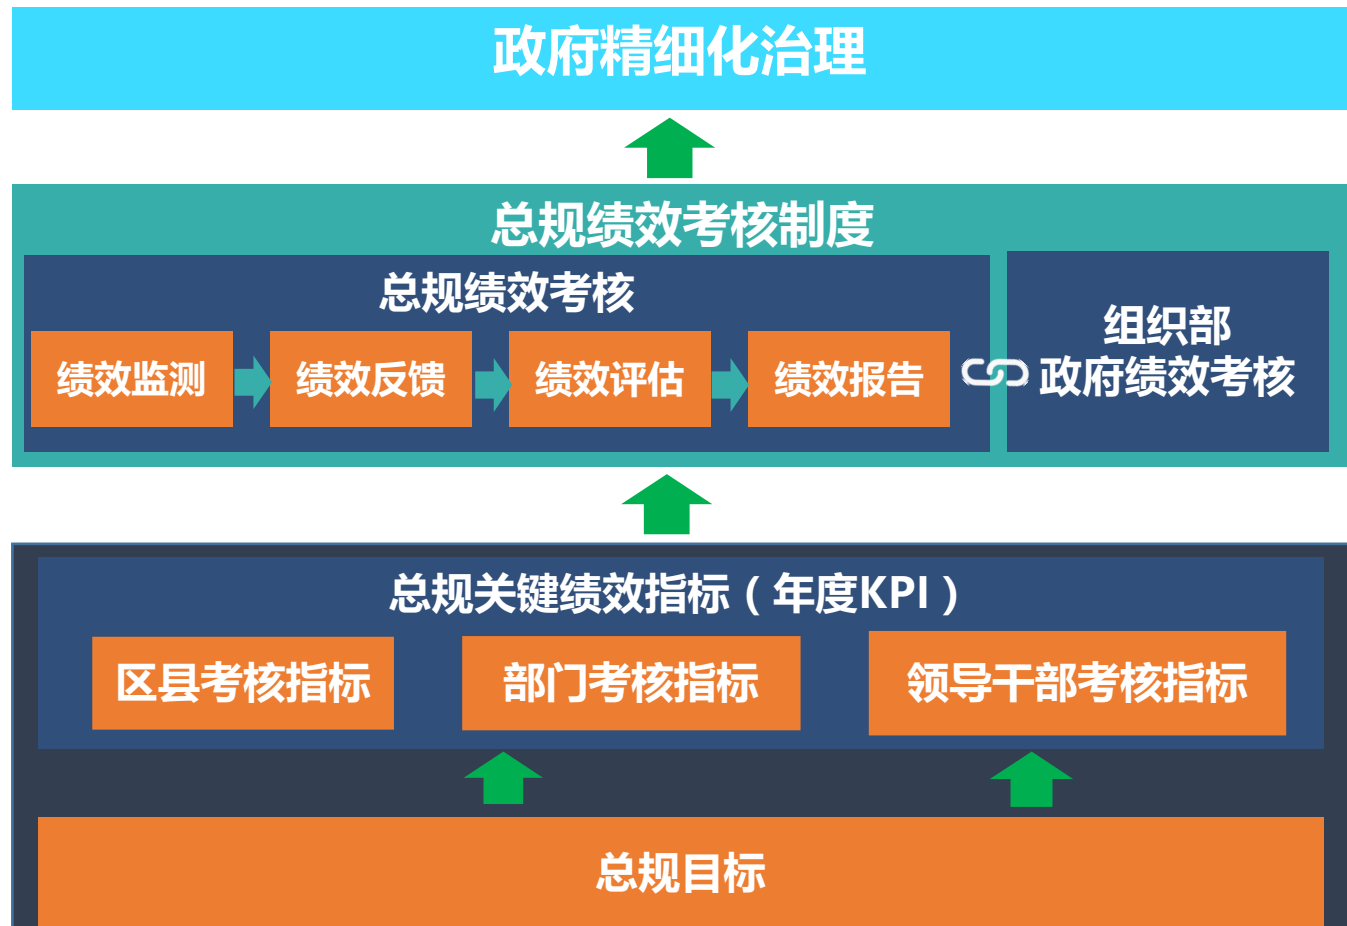 政府精细化治理
总规绩效考核制度
总规绩效考核
绩效监测
绩效反馈
绩效评估
绩效报告
组织部
政府绩效考核
总规关键绩效指标（年度KPI）
区县考核指标
部门考核指标
领导干部考核指标
总规目标